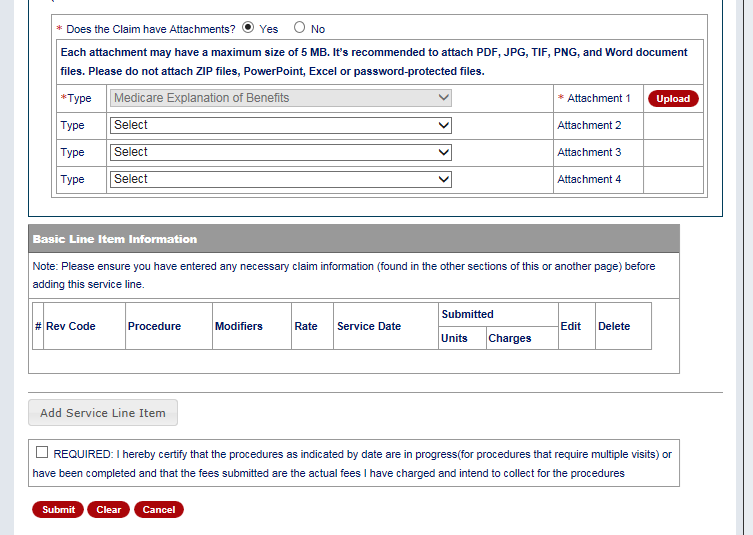 * Does the Claim have Attachments? Yes No
Each attachment may have a maximum size of 5 MB. It's recommended to attach PDF, JPG, TIF, PNG, and Word document
files. Please do not attach ZIP files, PowerPoint, Excel or password-protected files.
*Type Medicare Explanation of Benefits * Attachment 1 Upload
Type Select Attachment 2
Type Select Attachment 3
Type Select Attachment 4
Basic Line Item Information
Note: Please ensure you have entered any necessary claim information (found in the other sections of this or another page) before
adding this service line.
# Rev Code Procedure Modifiers Rate Service Date Submitted Edit Delete
Units Charges
Add Service Line Item
REQUIRED: I hereby certify that the procedures as indicated by date are in progress(for procedures that require multiple visits) or
have been completed and that the fees submitted are the actual fees I have charged and intend to collect for the procedures
Submit Clear Cancel